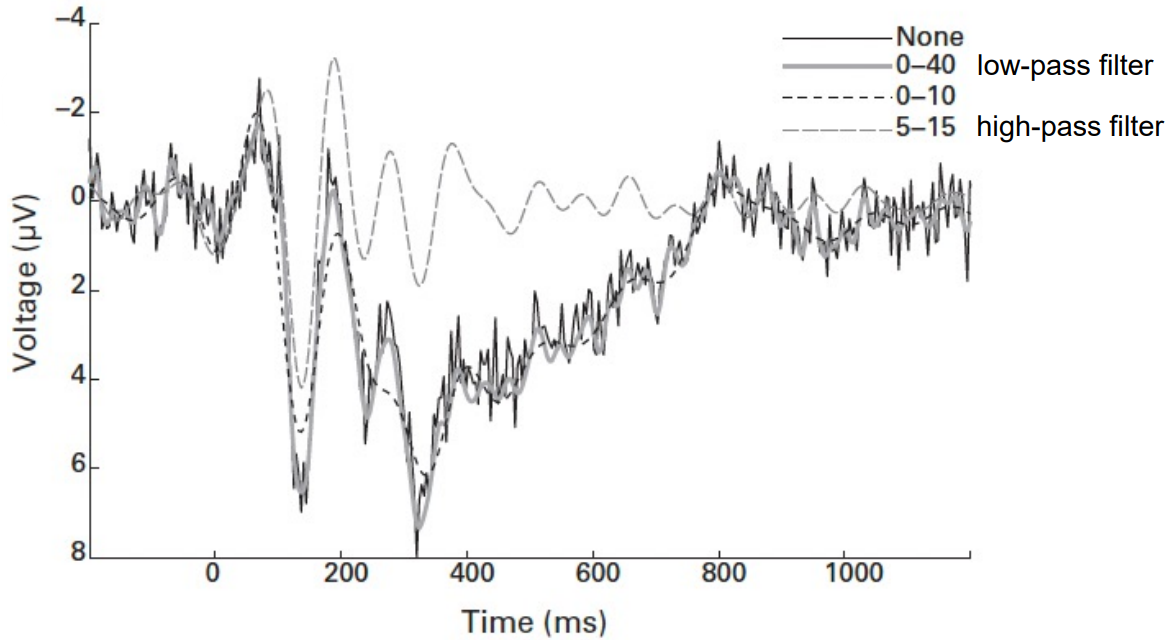 −4
−2
0
2
4
6
8
Voltage (µV)
None
0–40 low-pass filter
0–10
5–15 high-pass filter
0 200 400 600 800 1000
Time (ms)